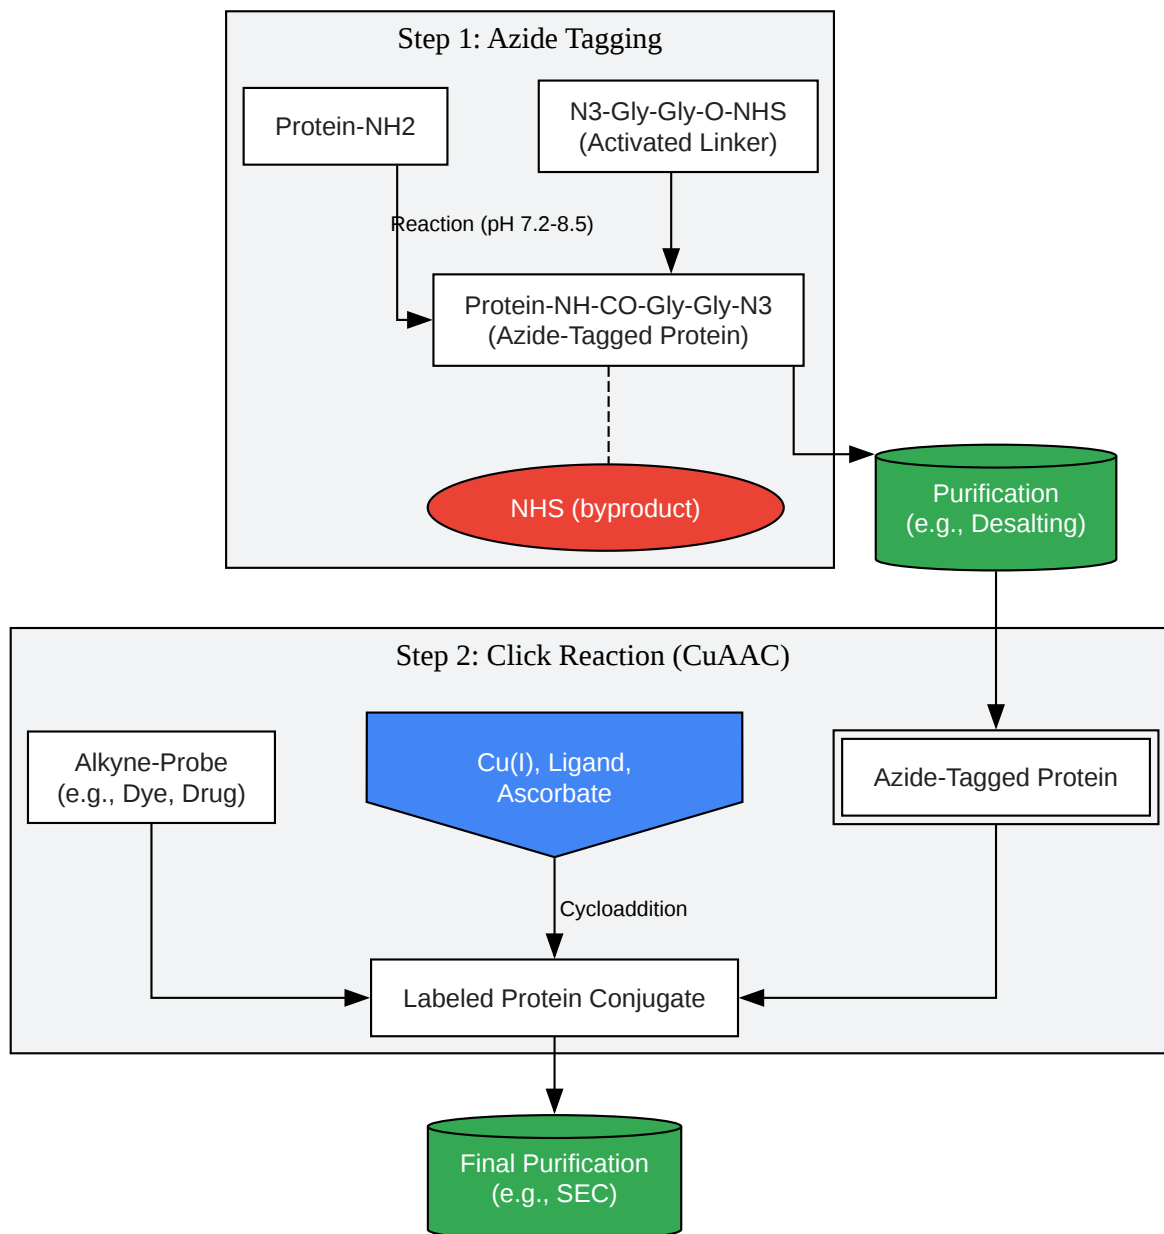 Step 1: Azide Tagging
Protein-NH2
N3-Gly-Gly-O-NHS
(Activated Linker)
Reaction (pH 7.2-8.5)
Protein-NH-CO-Gly-Gly-N3
(Azide-Tagged Protein)
NHS (byproduct)
Purification
(e.g., Desalting)
Step 2: Click Reaction (CuAAC)
Alkyne-Probe
(e.g., Dye, Drug)
Cu(I), Ligand,
Ascorbate
Azide-Tagged Protein
Cycloaddition
Labeled Protein Conjugate
Final Purification
(e.g., SEC)